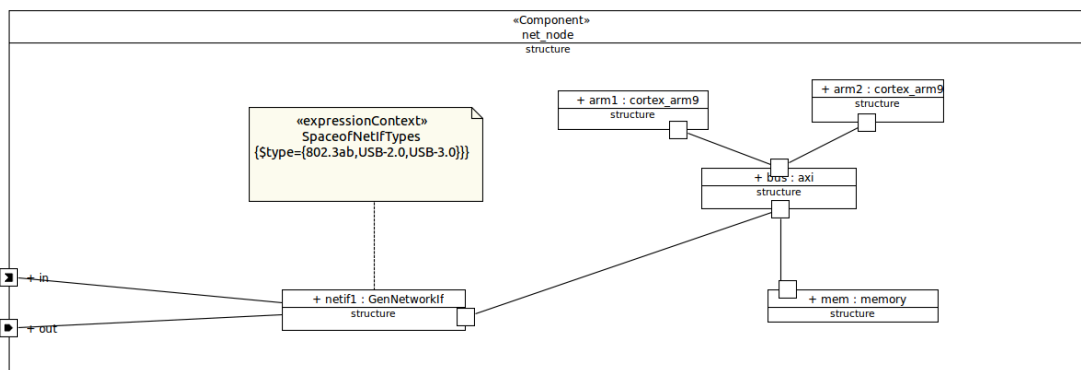 «Component»
net_node
structure
+ arm1 : cortex_arm9
structure
+ arm2 : cortex_arm9
structure
«expressionContext»
SpaceofNetIfTypes
{$type={802.3ab,USB-2.0,USB-3.0}}}
+ bus : axi
structure
+ in
+ netif1 : GenNetworkIf
structure
+ mem : memory
structure
+ out